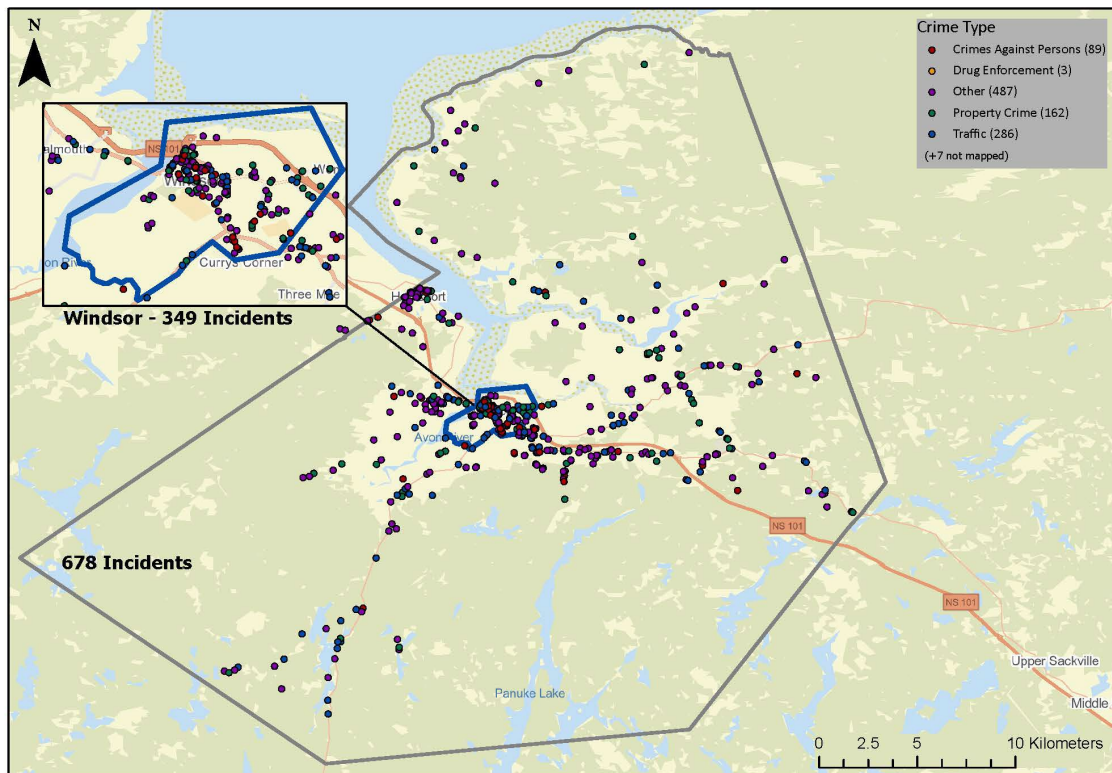 N
Crime Type
Crimes Against Persons (89)
Drug Enforcement (3)
Other (487)
Property Crime (162)
Traffic (286)
(+7 not mapped)
NS 101
Currys Corner
Three Mile
Windsor - 349 Incidents
Avon River
678 Incidents
NS 101
NS 101
Upper Sackville
Middle
Panuke Lake
0 2.5 5 10 Kilometers